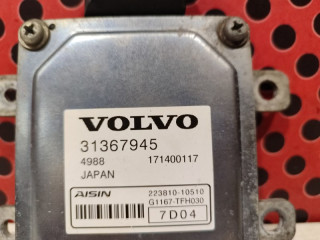 VOLVO
31367945
4988 171400117
JAPAN
AISIN 223810-10510
G1167-TFH030
7D04